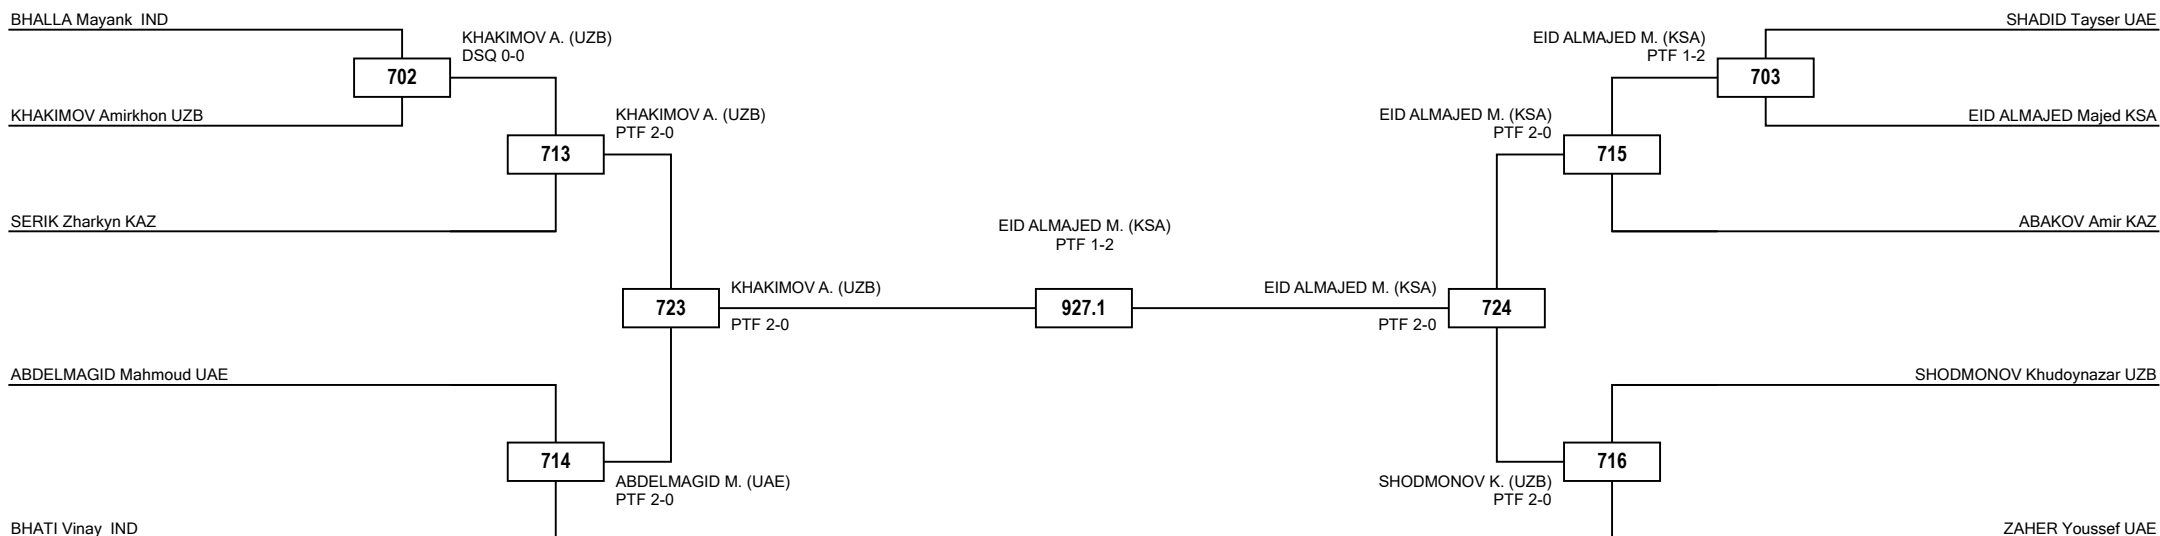 BHALLA Mayank IND
SHADID Tayser UAE
KHAKIMOV A. (UZB)
DSQ 0-0
EID ALMAJED M. (KSA)
PTF 1-2
702
703
KHAKIMOV Amirkhon UZB
KHAKIMOV A. (UZB)
PTF 2-0
EID ALMAJED M. (KSA)
PTF 2-0
EID ALMAJED Majed KSA
713
715
SERIK Zharkyn KAZ
EID ALMAJED M. (KSA)
PTF 1-2
ABAKOV Amir KAZ
KHAKIMOV A. (UZB)
EID ALMAJED M. (KSA)
723
927.1
724
PTF 2-0
PTF 2-0
ABDELMAGID Mahmoud UAE
SHODMONOV Khudoynazar UZB
714
716
ABDELMAGID M. (UAE)
PTF 2-0
SHODMONOV K. (UZB)
PTF 2-0
BHATI Vinay IND
ZAHER Youssef UAE